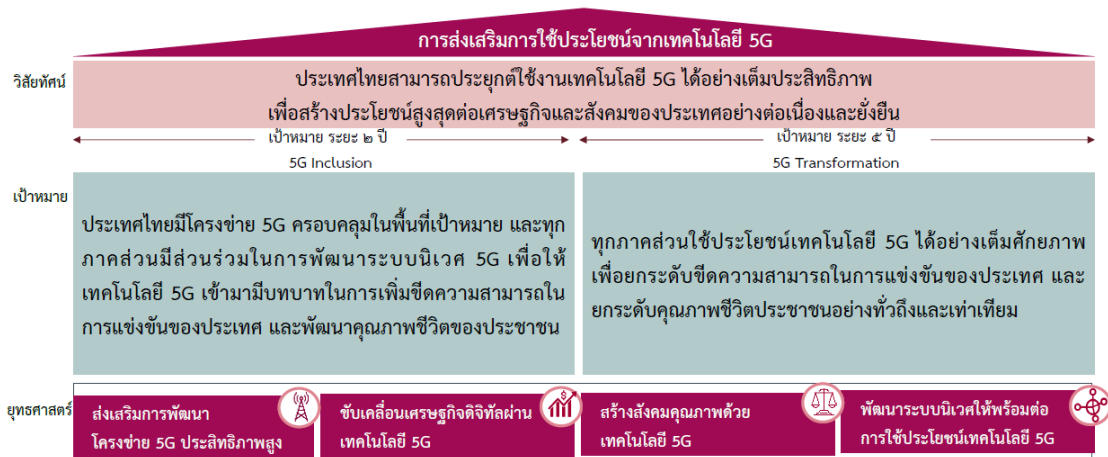 การส่งเสริมการใช้ประโยชน์จากเทคโนโลยี 5G
วิสัยทัศน์
ประเทศไทยสามารถประยุกต์ใช้งานเทคโนโลยี 5G ได้อย่างเต็มประสิทธิภาพ
เพื่อสร้างประโยชน์สูงสุดต่อเศรษฐกิจและสังคมของประเทศอย่างต่อเนื่องและยั่งยืน
เป้าหมาย ระยะ ๒ ปี
5G Inclusion
เป้าหมาย ระยะ ๕ ปี
5G Transformation
เป้าหมาย
ประเทศไทยมีโครงข่าย 5G ครอบคลุมในพื้นที่เป้าหมาย และทุก
ภาคส่วนมีส่วนร่วมในการพัฒนาระบบนิเวศ 5G เพื่อให้
เทคโนโลยี 5G เข้ามามีบทบาทในการเพิ่มขีดความสามารถใน
การแข่งขันของประเทศ และพัฒนาคุณภาพชีวิตของประชาชน
ทุกภาคส่วนใช้ประโยชน์เทคโนโลยี 5G ได้อย่างเต็มศักยภาพ
เพื่อยกระดับขีดความสามารถในการแข่งขันของประเทศ และ
ยกระดับคุณภาพชีวิตประชาชนอย่างทั่วถึงและเท่าเทียม
ยุทธศาสตร์
ส่งเสริมการพัฒนา
โครงข่าย 5G ประสิทธิภาพสูง
ขับเคลื่อนเศรษฐกิจดิจิทัลผ่าน
เทคโนโลยี 5G
สร้างสังคมคุณภาพด้วย
เทคโนโลยี 5G
พัฒนาระบบนิเวศให้พร้อมต่อ
การใช้ประโยชน์เทคโนโลยี 5G